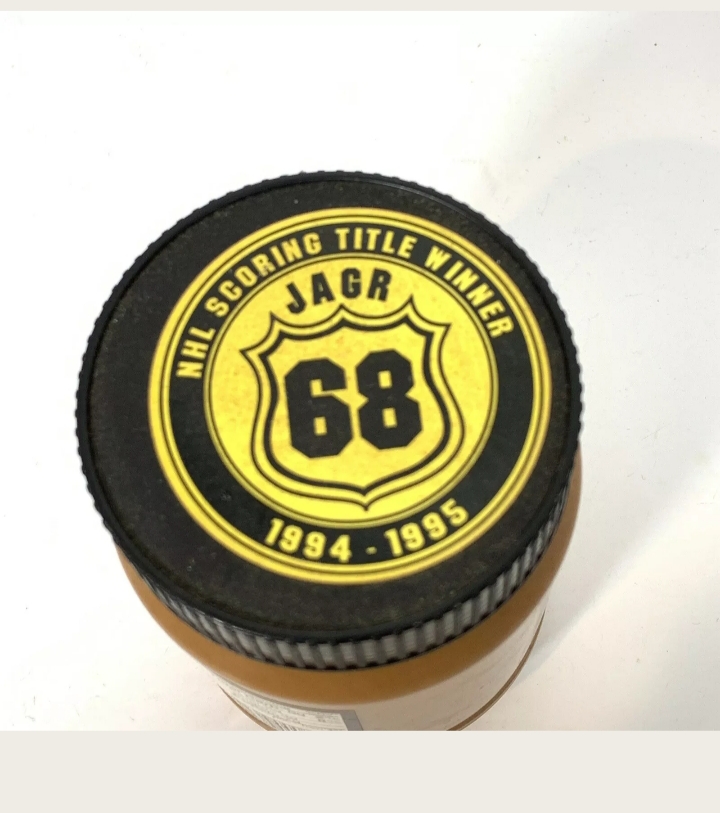 NHL SCORING TITLE WINNER
JAGR
68
1994 - 1995